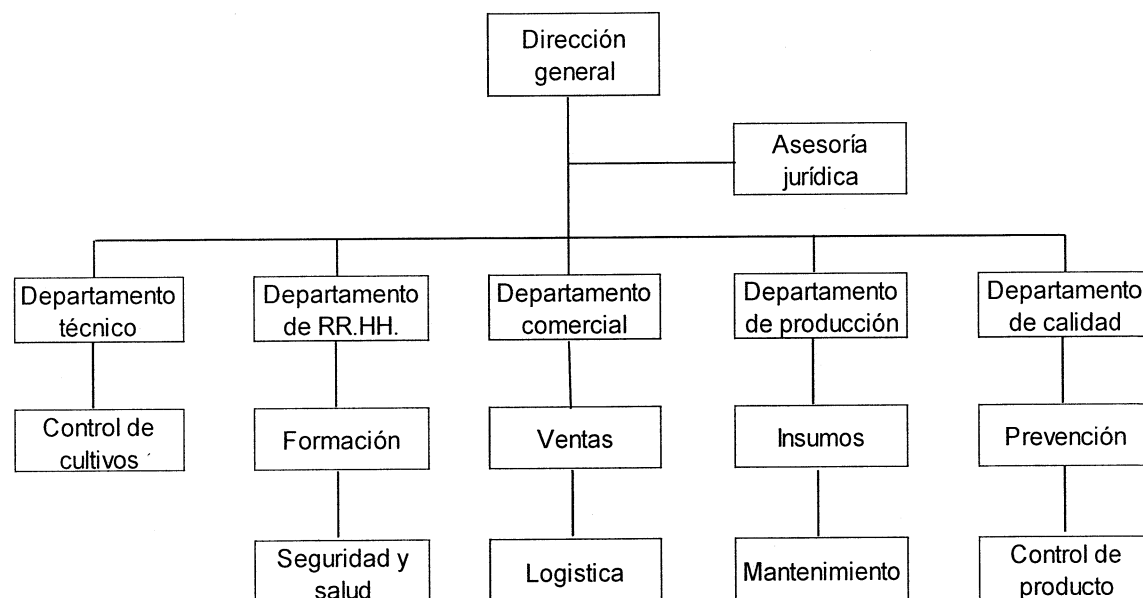 Dirección
general
Asesoría
jurídica
Departamento
técnico
Departamento
de RR.HH.
Departamento
comercial
Departamento
de producción
Departamento
de calidad
Control de
cultivos
Formación
Ventas
Insumos
Prevención
Seguridad y
salud
Logistica
Mantenimiento
Control de
producto